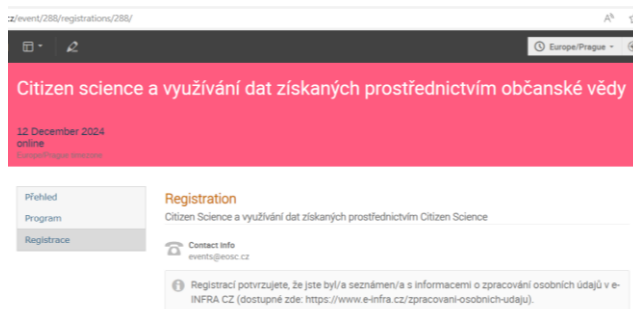 cz/event/288/registrations/288/
Europe/Prague
Citizen science a využívání dat získaných prostřednictvím občanské vědy
12 December 2024
online
Europe/Prague timezone
Přehled
Program
Registrace
Registration
Citizen Science a využívání dat získaných prostřednictvím Citizen Science
Contact info
events@eosc.cz
Registrací potvrzujete, že jste byl/a seznámen/a s informacemi o zpracování osobních údajů v e-
INFRA CZ (dostupné zde: https://www.e-infra.cz/zpracovani-osobnich-udaju).